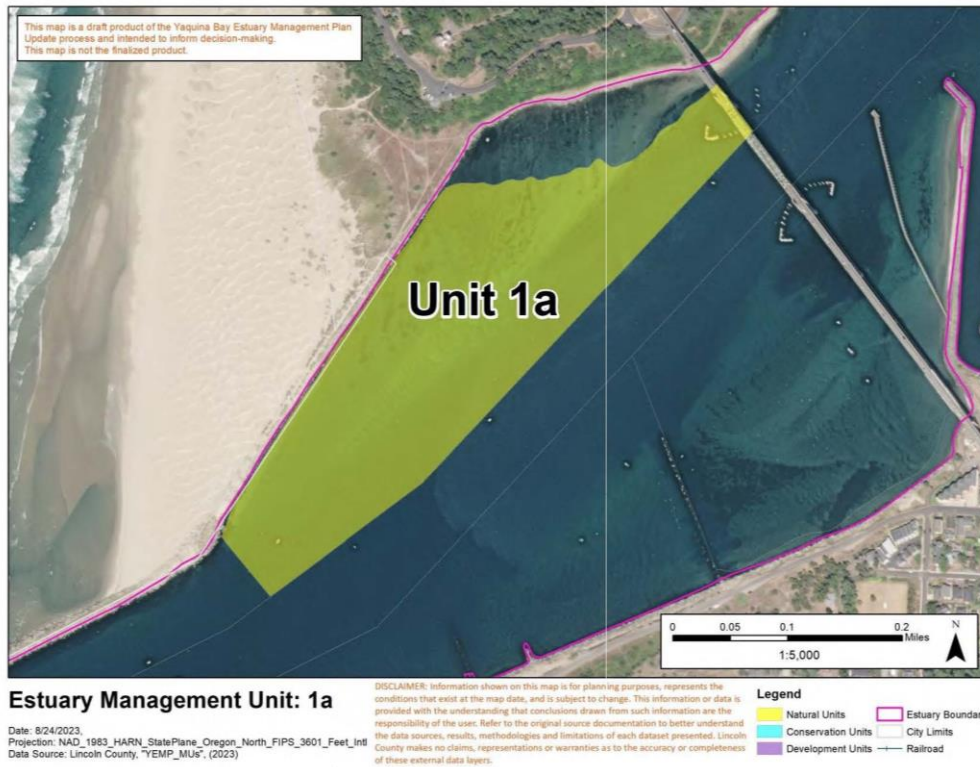 This map is a draft product of the Yaquina Bay Estuary Management Plan
Update process and intended to inform decision-making.
This map is not the finalized product.
Unit 1a
0 0.05 0.1 0.2
Miles
1:5,000
N
Estuary Management Unit: 1a
Date: 8/24/2023,
Projection: NAD_1983_HARN_StatePlane_Oregon_North_FIPS_3601_Feet_Intl
Data Source: Lincoln County, "YEMP_MUs", (2023)
DISCLAIMER: Information shown on this map is for planning purposes, represents the
conditions that exist at the map date, and is subject to change. This information or data is
provided with the understanding that conclusions drawn from such information are the
responsibility of the user. Refer to the original source documentation to better understand
the data sources, results, methodologies and limitations of each dataset presented. Lincoln
County makes no claims, representations or warranties as to the accuracy or completeness
of these external data layers.
Legend
Natural Units
Conservation Units
Development Units
Estuary Boundar
City Limits
Railroad